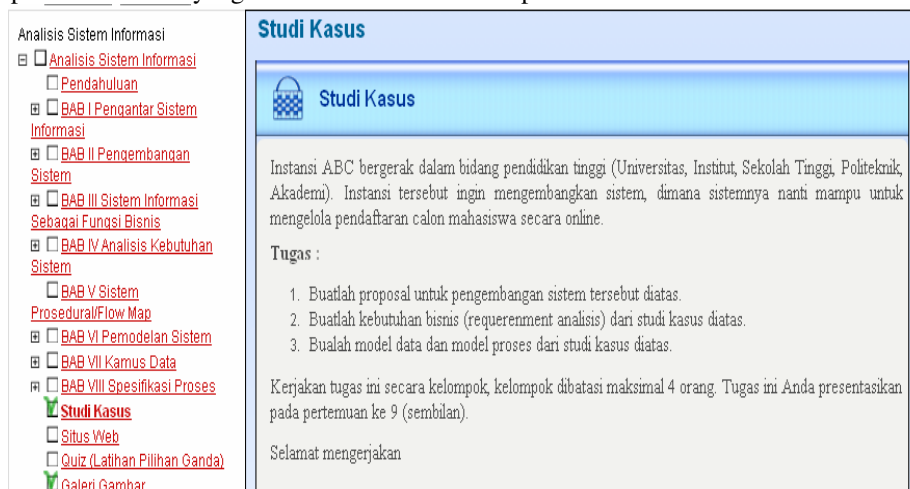 Analisis Sistem Informasi
Analisis Sistem Informasi
Pendahuluan
BAB I Pengantar Sistem
Informasi
BAB II Pengembangan
Sistem
BAB III Sistem Informasi
Sebagai Fungsi Bisnis
BAB IV Analisis Kebutuhan
Sistem
BAB V Sistem
Prosedural/Flow Map
BAB VI Pemodelan Sistem
BAB VII Kamus Data
BAB VIII Spesifikasi Proses
Studi Kasus
Situs Web
Quiz (Latihan Pilihan Ganda)
Galeri Gambar
Studi Kasus
Studi Kasus
Instansi ABC bergerak dalam bidang pendidikan tinggi (Universitas, Institut, Sekolah Tinggi, Politeknik,
Akademi). Instansi tersebut ingin mengembangkan sistem, dimana sistemnya nanti mampu untuk
mengelola pendaftaran calon mahasiswa secara online.
Tugas :
1. Buatlah proposal untuk pengembangan sistem tersebut diatas.
2. Buatlah kebutuhan bisnis (requerenment analisis) dari studi kasus diatas.
3. Bualah model data dan model proses dari studi kasus diatas.
Kerjakan tugas ini secara kelompok, kelompok dibatasi maksimal 4 orang. Tugas ini Anda presentasikan
pada pertemuan ke 9 (sembilan).
Selamat mengerjakan